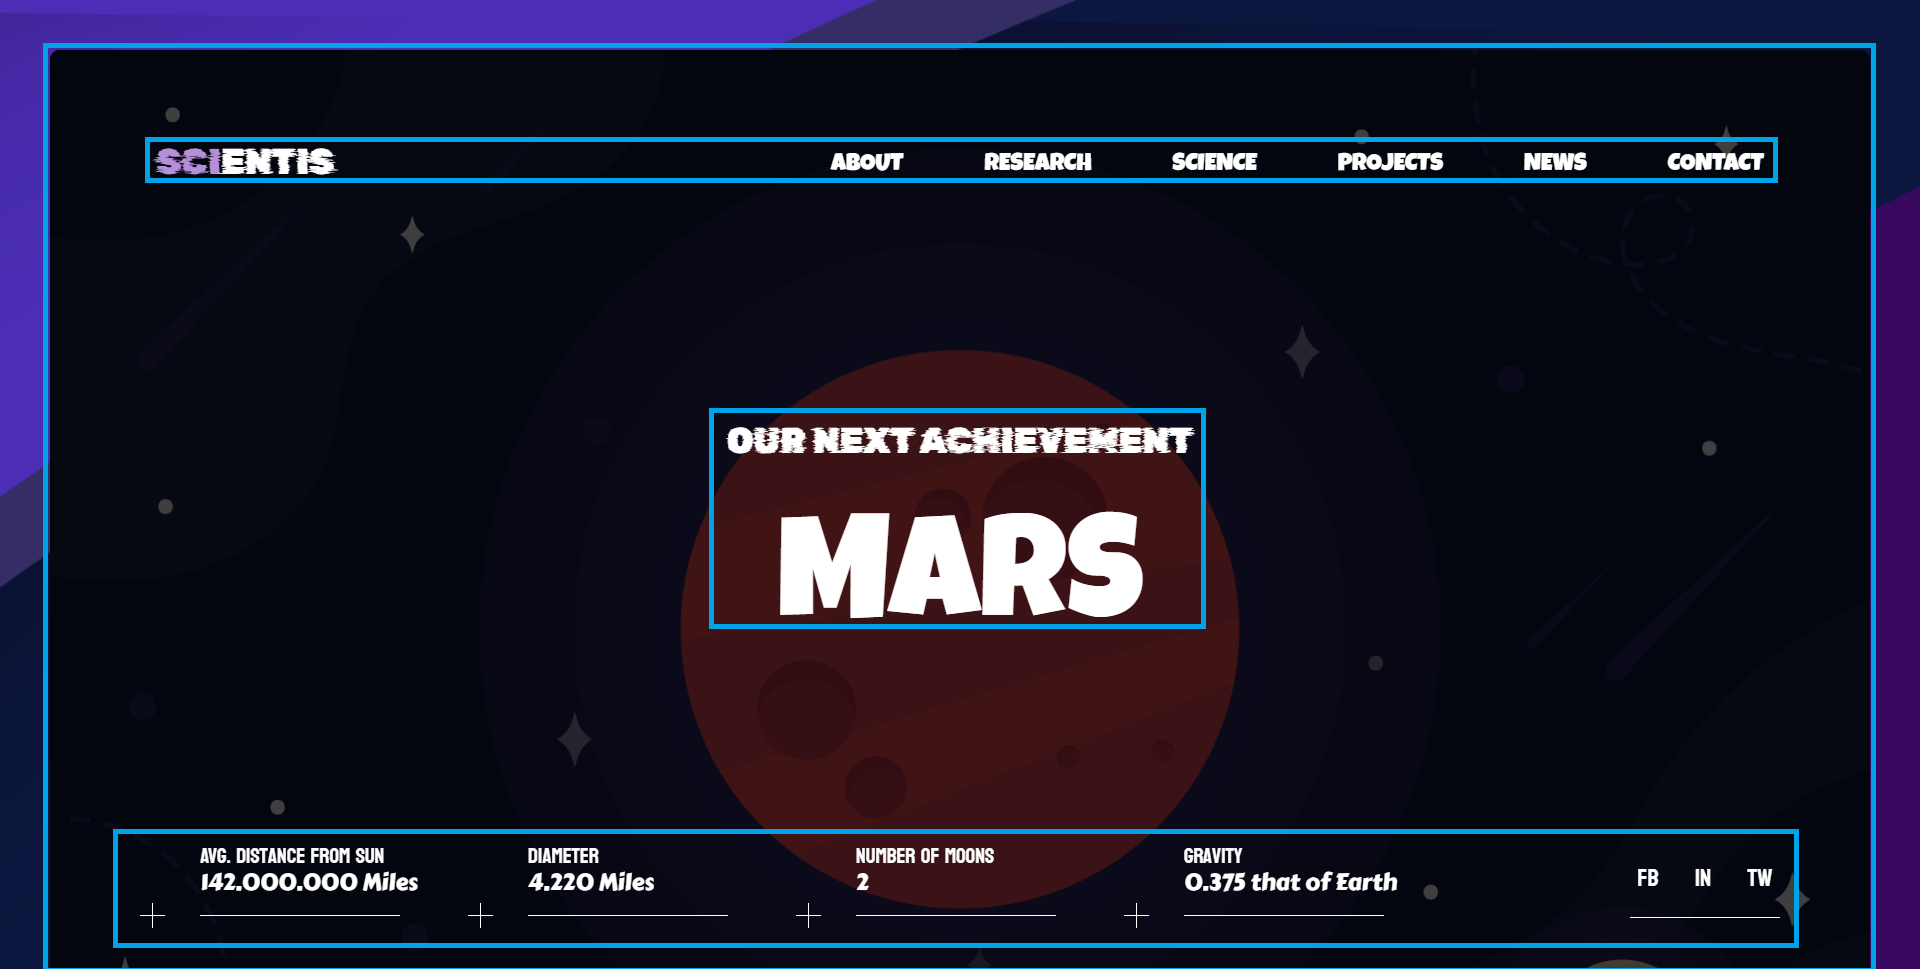 SCIENTIS
ABOUT RESEARCH SCIENCE PROJECTS NEWS CONTACT
OUR NEXT ACHIEVEMENT
MARS
AVG. DISTANCE FROM SUN
142.000.000 Miles
DIAMETER
4.220 Miles
NUMBER OF MOONS
2
GRAVITY
0.375 that of Earth
FB IN TW